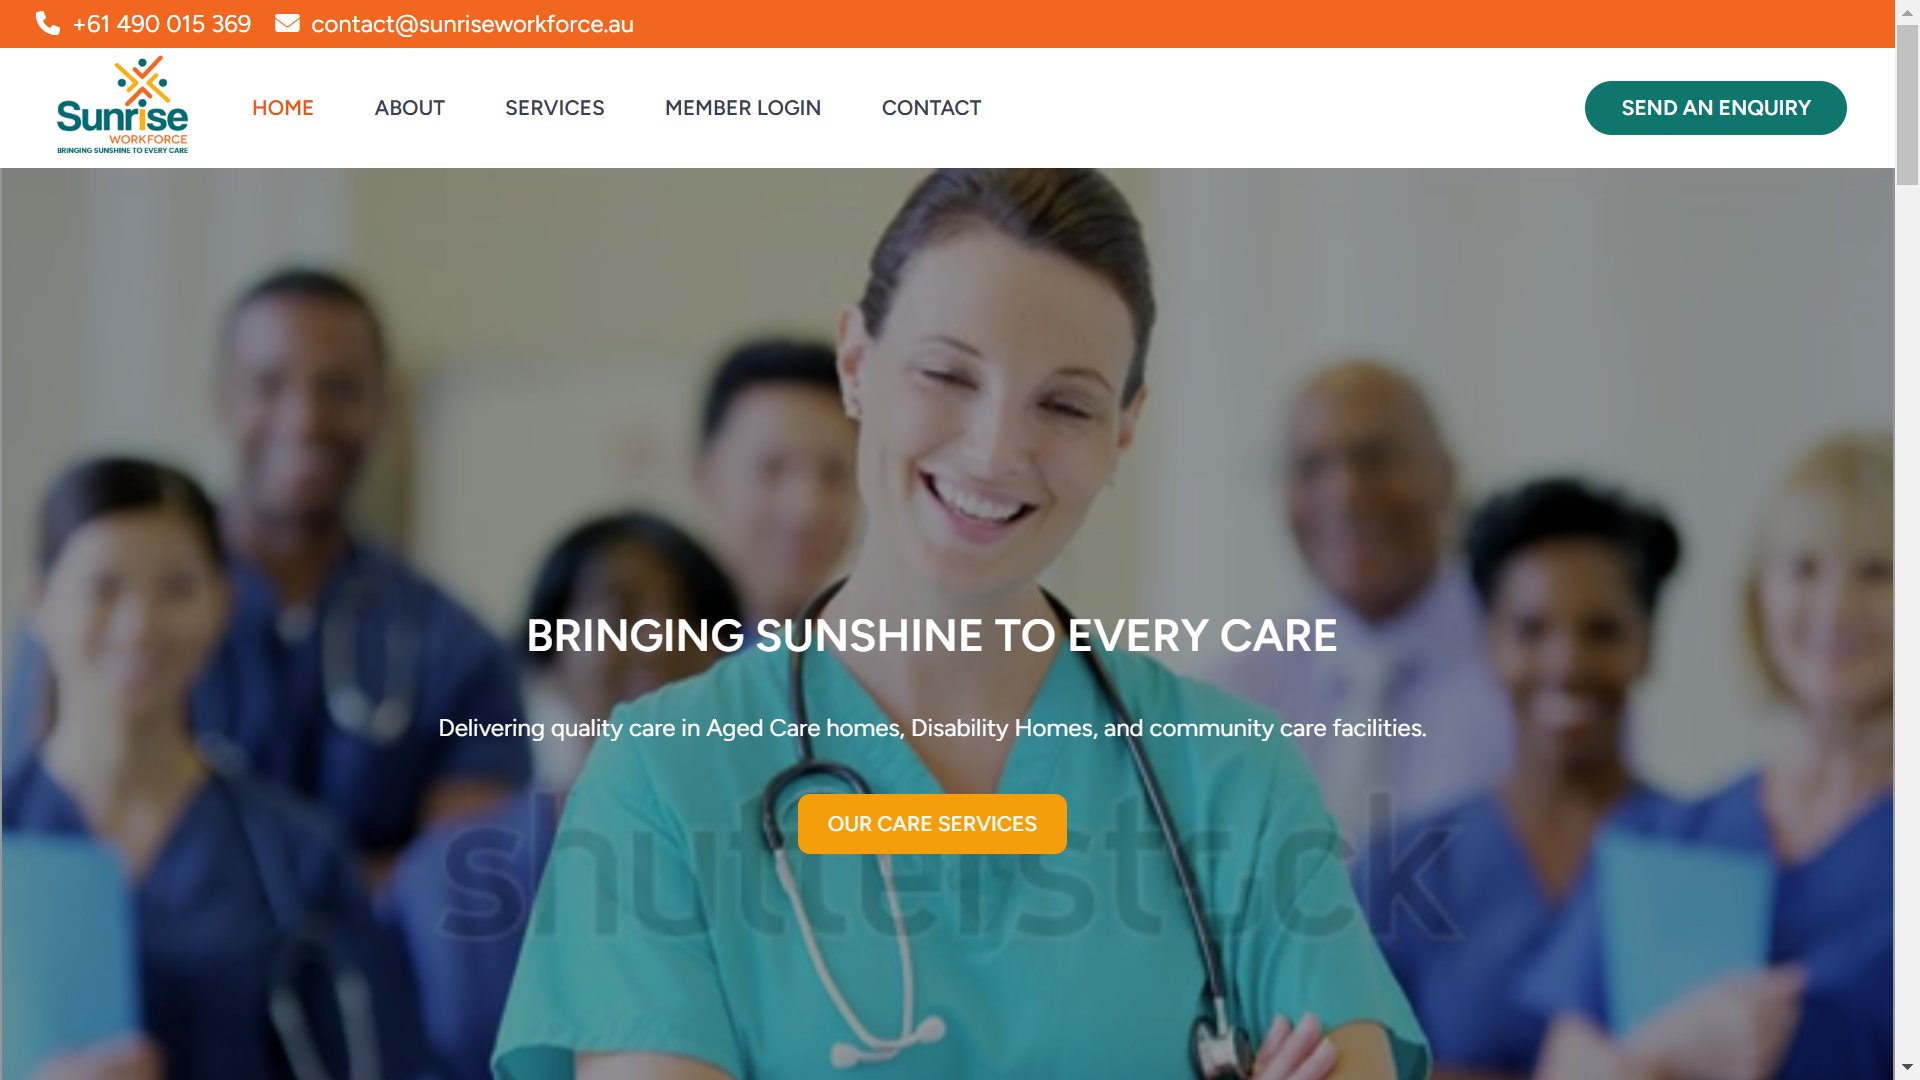 +61 490 015 369 contact@sunriseworkforce.au
Sunrise
WORKFORCE
BRINGING SUNSHINE TO EVERY CARE
HOME ABOUT SERVICES MEMBER LOGIN CONTACT SEND AN ENQUIRY
BRINGING SUNSHINE TO EVERY CARE
Delivering quality care in Aged Care homes, Disability Homes, and community care facilities.
OUR CARE SERVICES
shutterstock